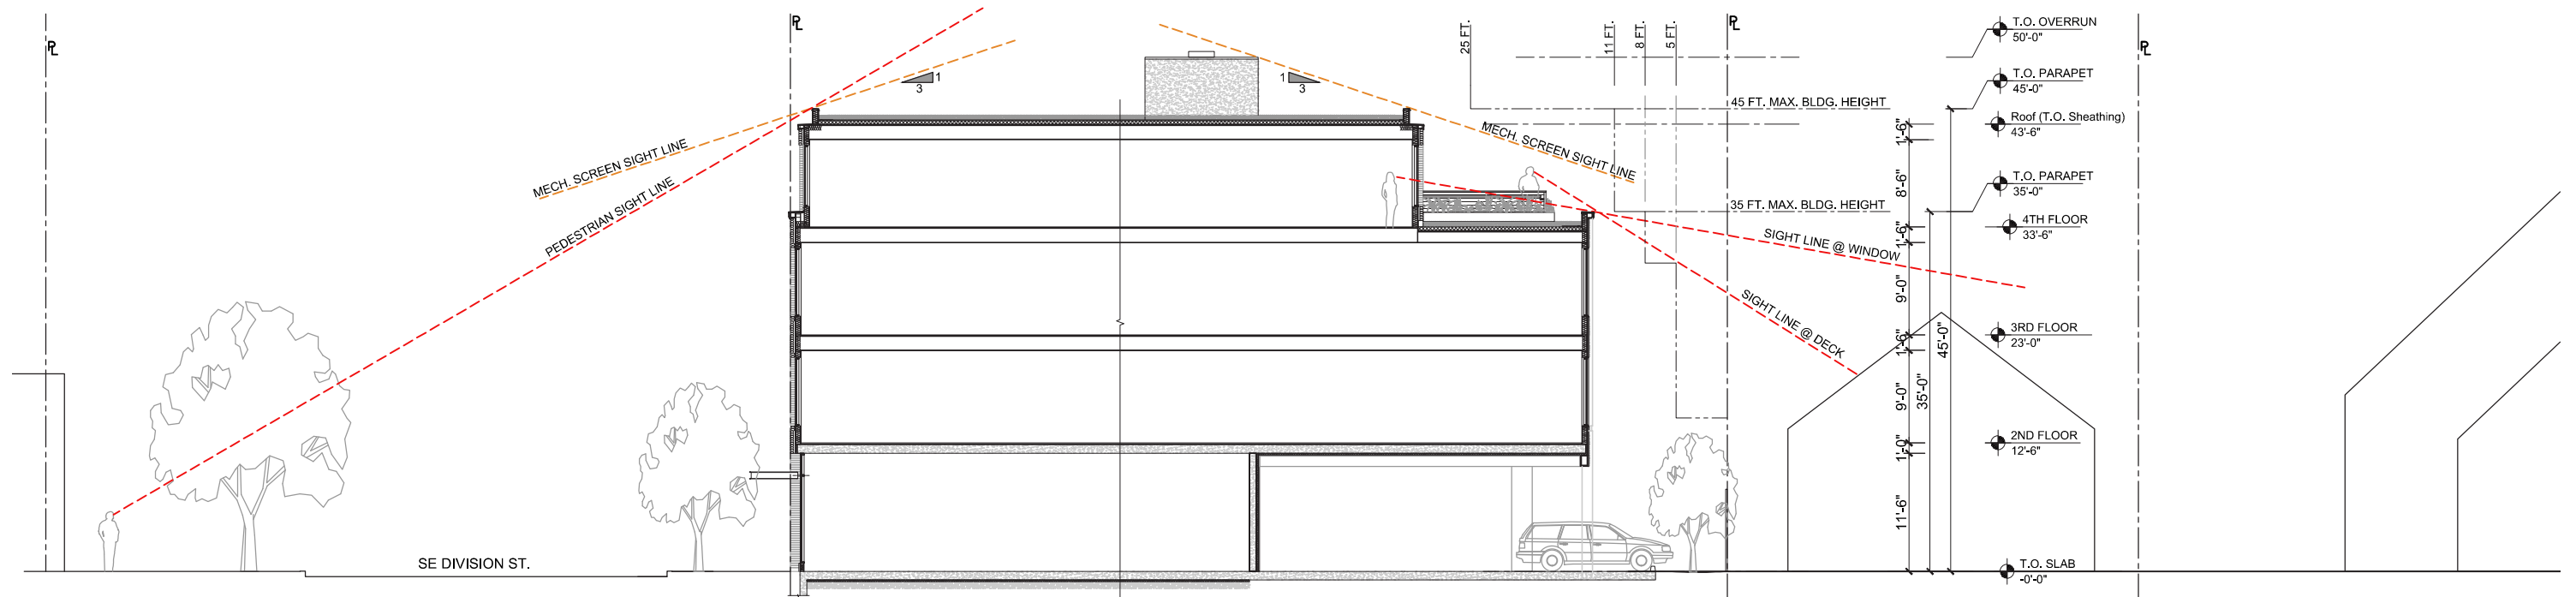 PL
PL
PL
PL
25 FT.
11 FT.
8 FT.
5 FT.
T.O. OVERRUN
50'-0"
1
3
1
3
T.O. PARAPET
45'-0"
45 FT. MAX. BLDG. HEIGHT
Roof (T.O. Sheathing)
43'-6"
1'-6"
MECH. SCREEN SIGHT LINE
MECH. SCREEN SIGHT LINE
PEDESTRIAN SIGHT LINE
8'-6"
T.O. PARAPET
35'-0"
35 FT. MAX. BLDG. HEIGHT
4TH FLOOR
33'-6"
1'-6"
SIGHT LINE @ WINDOW
9'-0"
SIGHT LINE @ DECK
3RD FLOOR
23'-0"
1'-6"
45'-0"
35'-0"
9'-0"
2ND FLOOR
12'-6"
1'-0"
11'-6"
SE DIVISION ST.
T.O. SLAB
-0'-0"